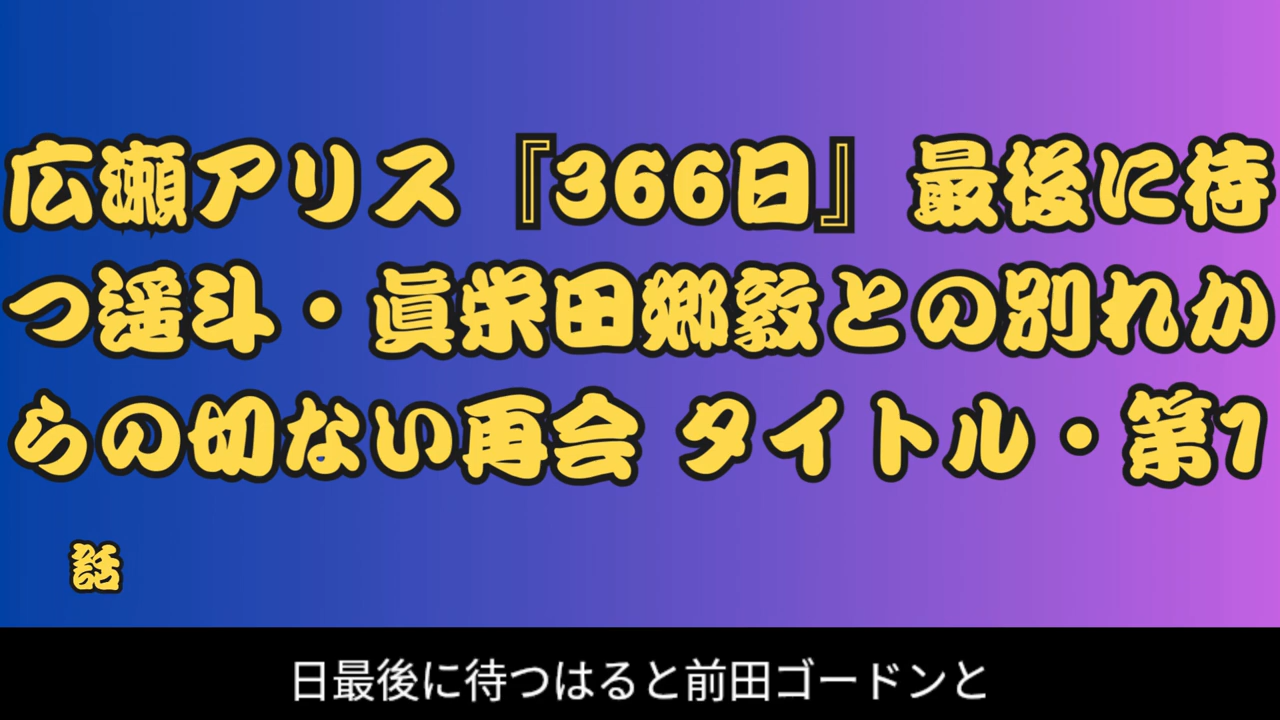 広瀬アリス『366日』最後に待
つ遥斗・眞栄田郷敦との別れか
らの切ない再会 タイトル・第1
話
日最後に待つはると前田ゴードンと